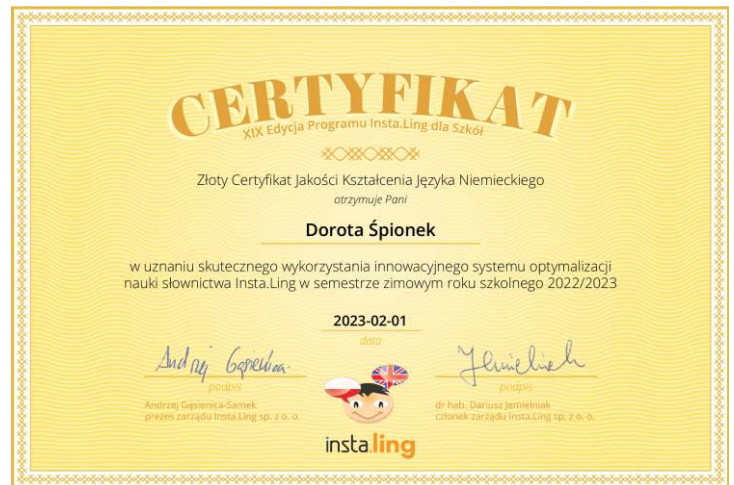 CERTYFIKAT
XIX Edycja Programu Insta.Ling dla Szkół
Złoty Certyfikat Jakości Kształcenia Języka Niemieckiego
otrzymuje Pani
Dorota Śpionek
w uznaniu skutecznego wykorzystania innowacyjnego systemu optymalizacji
nauki słownictwa Insta.Ling w semestrze zimowym roku szkolnego 2022/2023
2023-02-01
data
podpis
Andrzej Gąsienica-Samek
prezes zarządu Insta.Ling sp. z o. o.
podpis
dr hab. Dariusz Jemielniak
członek zarządu Insta.Ling sp. z o. o.
insta.ling